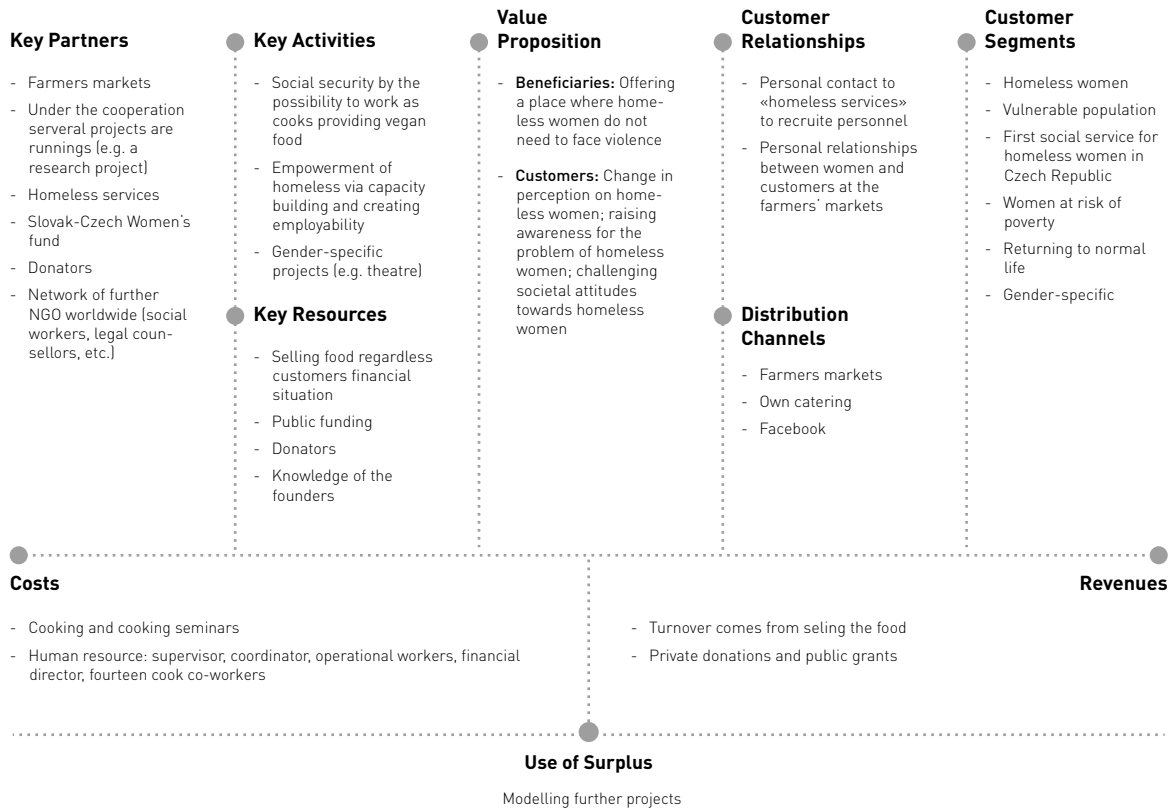 Key Partners
- Farmers markets
- Under the cooperation
serveral projects are
runnings (e.g. a
research project)
- Homeless services
- Slovak-Czech Women's
fund
- Donators
- Network of further
NGO worldwide (social
workers, legal coun-
sellors, etc.)
Key Activities
- Social security by the
possibility to work as
cooks providing vegan
food
- Empowerment of
homeless via capacity
building and creating
employability
- Gender-specific
projects (e.g. theatre)
Key Resources
- Selling food regardless
customers financial
situation
- Public funding
- Donators
- Knowledge of the
founders
Value
Proposition
- Beneficiaries: Offering
a place where home-
less women do not
need to face violence
- Customers: Change in
perception on home-
less women; raising
awareness for the
problem of homeless
women; challenging
societal attitudes
towards homeless
women
Customer
Relationships
- Personal contact to
«homeless services»
to recruite personnel
- Personal relationships
between women and
customers at the
farmers' markets
Distribution
Channels
- Farmers markets
- Own catering
- Facebook
Customer
Segments
- Homeless women
- Vulnerable population
- First social service for
homeless women in
Czech Republic
- Women at risk of
poverty
- Returning to normal
life
- Gender-specific
Costs
- Cooking and cooking seminars
- Human resource: supervisor, coordinator, operational workers, financial
director, fourteen cook co-workers
Revenues
- Turnover comes from seling the food
- Private donations and public grants
Use of Surplus
Modelling further projects